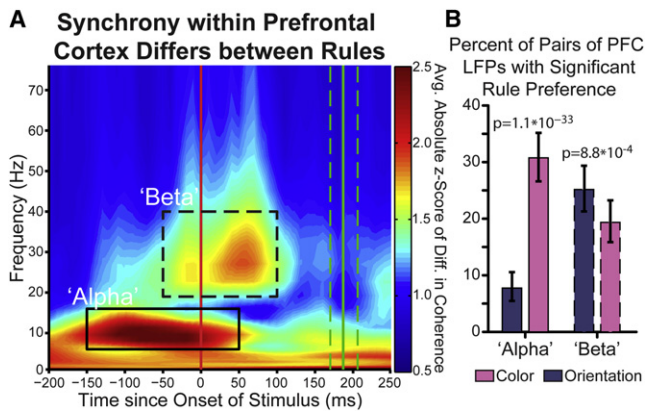 A
Synchrony within Prefrontal
Cortex Differs between Rules
Frequency (Hz)
70
60
50
40
30
20
10
0
'Beta'
'Alpha'
−200 −150 −100 −50 0 50 100 150 200 250
Time since Onset of Stimulus (ms)
2.5
2.0
1.5
1.0
0.5
Avg. Absolute z-Score of Diff. in Coherence
B
Percent of Pairs of PFC
LFPs with Significant
Rule Preference
40
30
20
10
0
p=1.1*10−33
p=8.8*10-4
'Alpha' 'Beta'
Color Orientation